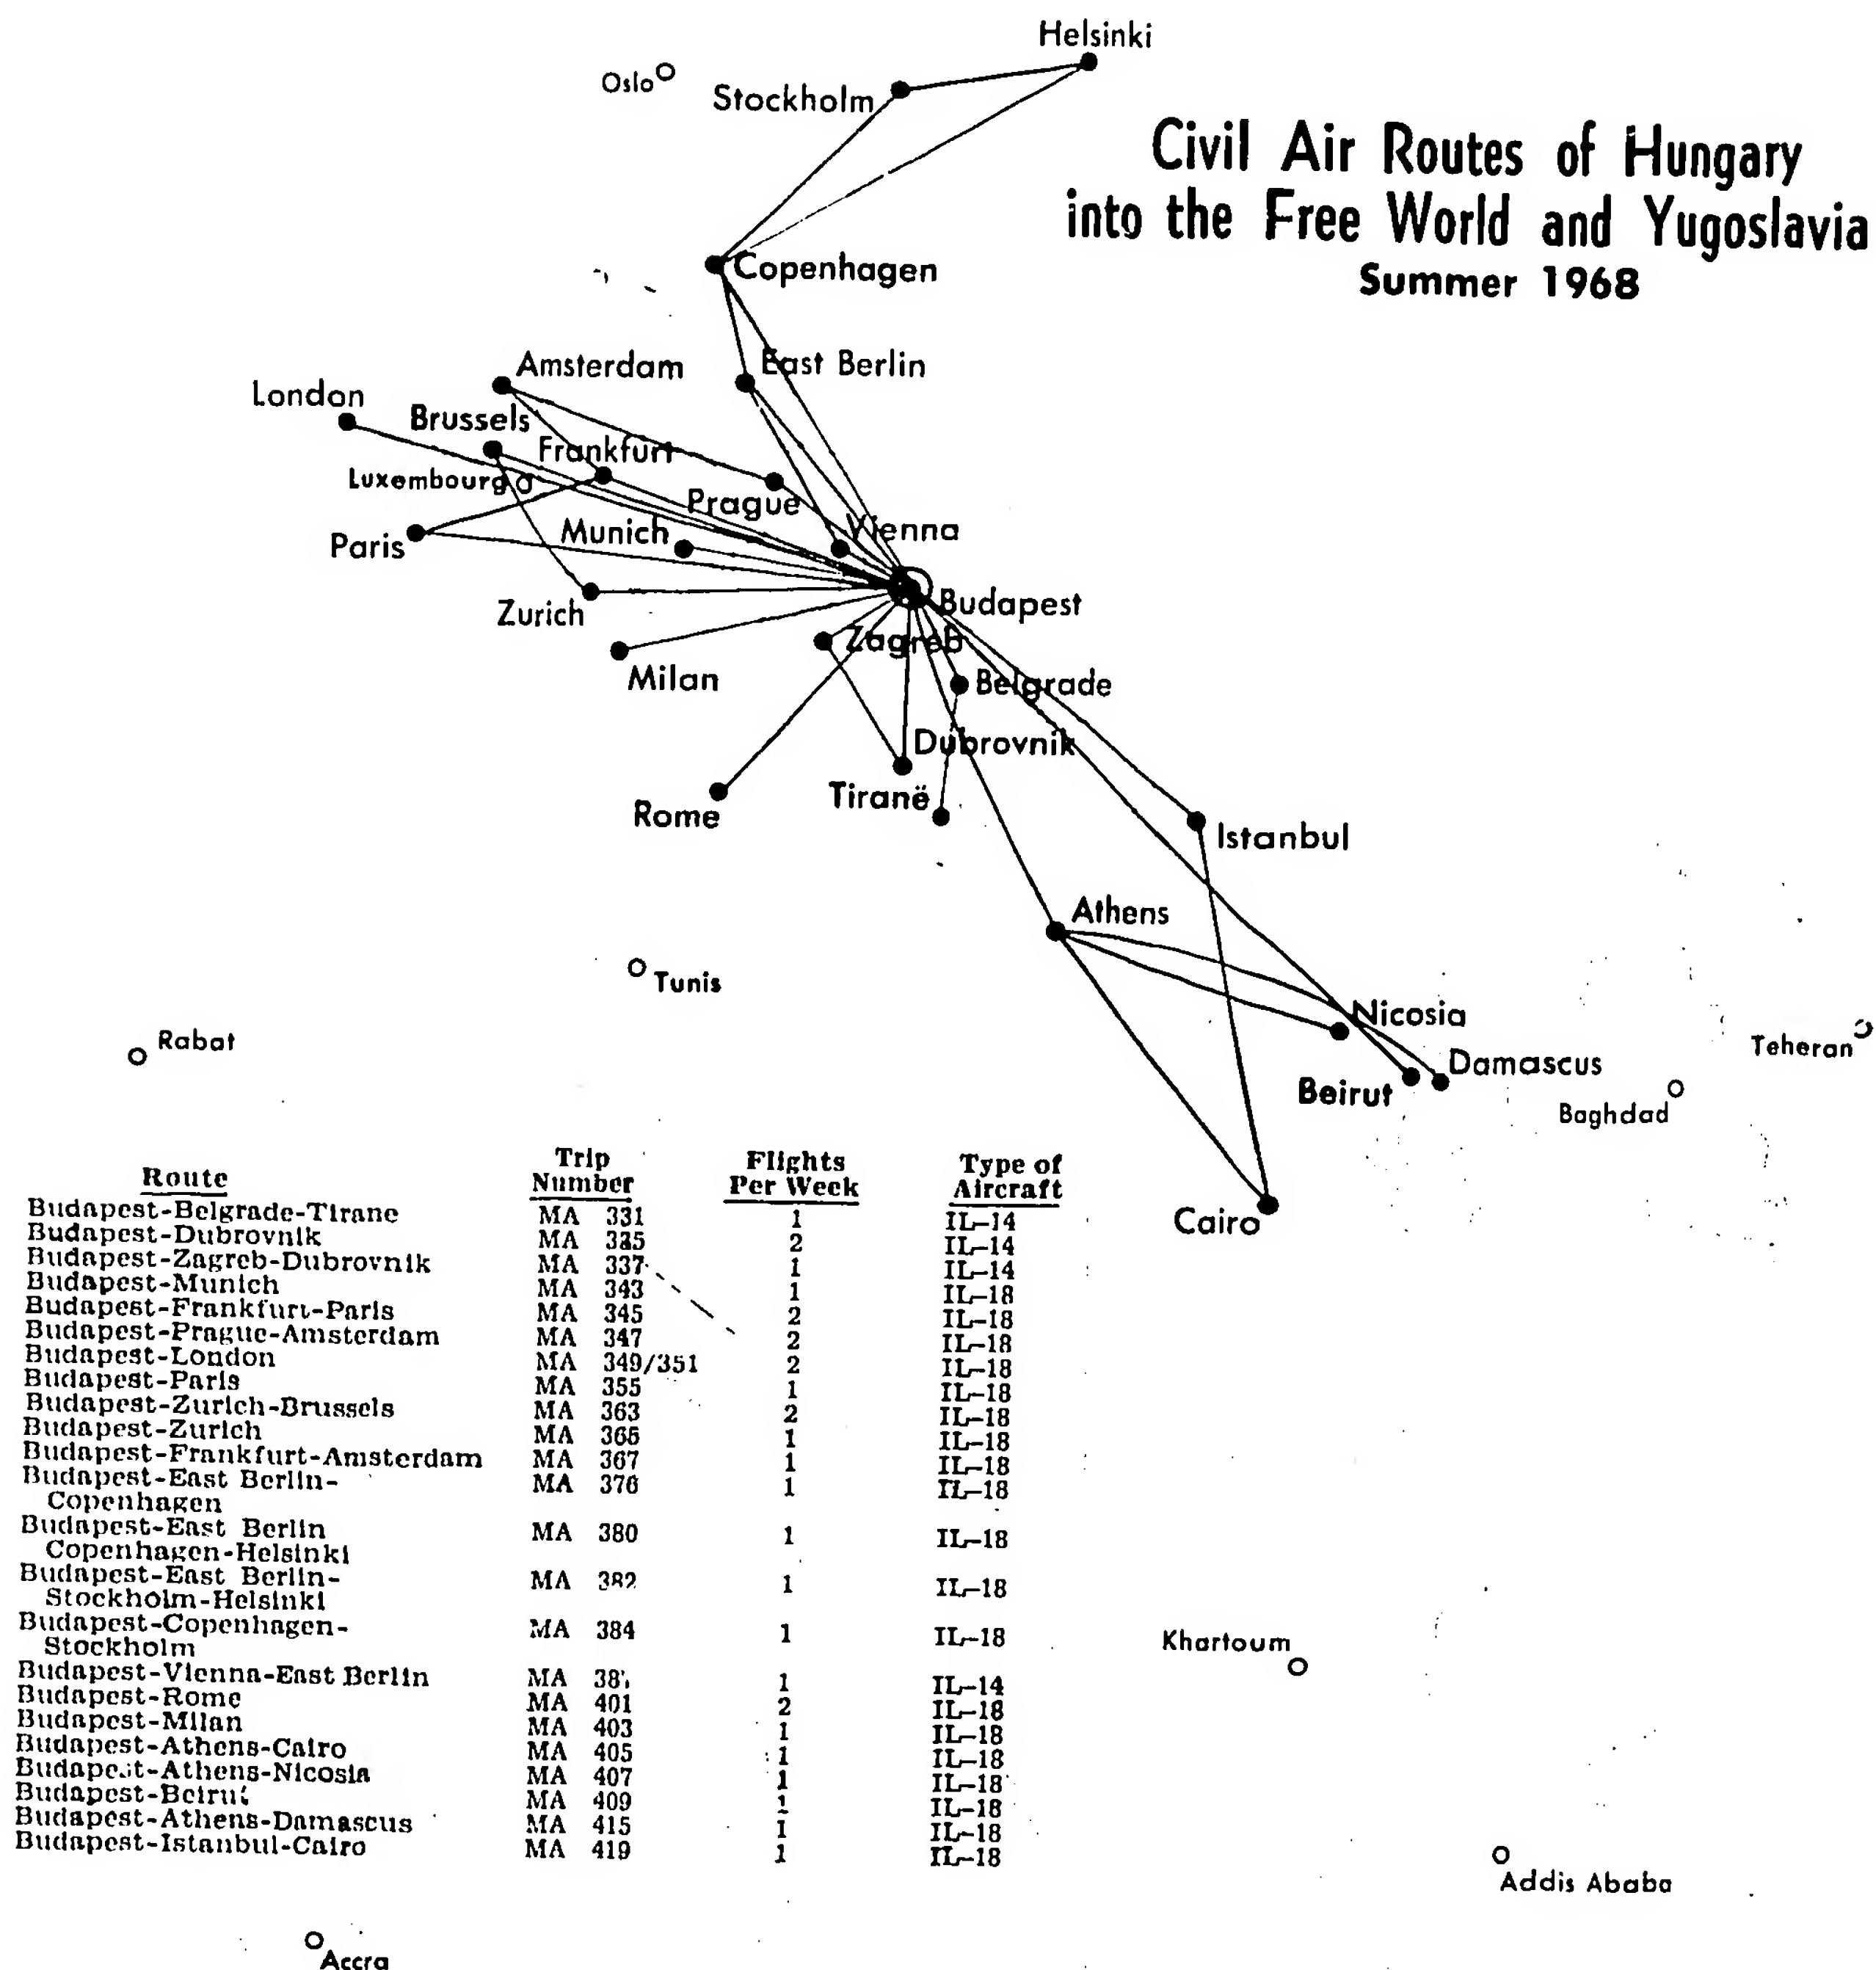 Helsinki
Oslo
Stockholm
Civil Air Routes of Hungary
into the Free World and Yugoslavia
Summer 1968
Copenhagen
East Berlin
Amsterdam
London
Brussels
Frankfurt
Luxembourg
Prague
Vienna
Munich
Paris
Budapest
Zurich
Zagreb
Milan
Belgrade
Dubrovnik
Tiranë
Rome
Istanbul
Athens
Tunis
Nicosia
Rabat
Teheran
Damascus
Beirut
Baghdad
Cairo
Route Trip Number Flights Per Week Type of Aircraft
Budapest-Belgrade-Tirane MA 331 1 IL-14
Budapest-Dubrovnik MA 335 2 IL-14
Budapest-Zagreb-Dubrovnik MA 337 1 IL-14
Budapest-Munich MA 343 1 IL-18
Budapest-Frankfurt-Paris MA 345 2 IL-18
Budapest-Prague-Amsterdam MA 347 2 IL-18
Budapest-London MA 349/351 2 IL-18
Budapest-Paris MA 355 1 IL-18
Budapest-Zurich-Brussels MA 363 2 IL-18
Budapest-Zurich MA 365 1 IL-18
Budapest-Frankfurt-Amsterdam MA 367 1 IL-18
Budapest-East Berlin- MA 376 1 IL-18
Copenhagen
Budapest-East Berlin MA 380 1 IL-18
Copenhagen-Helsinki
Budapest-East Berlin- MA 382 1 IL-18
Stockholm-Helsinki
Budapest-Copenhagen- MA 384 1 IL-18
Stockholm
Budapest-Vienna-East Berlin MA 1 IL-14
Budapest-Rome MA 401 2 IL-18
Budapest-Milan MA 403 1 IL-18
Budapest-Athens-Cairo MA 405 1 IL-18
Budapest-Athens-Nicosia MA 407 1 IL-18
Budapest-Beirut MA 409 1 IL-18
Budapest-Athens-Damascus MA 415 1 IL-18
Budapest-Istanbul-Cairo MA 419 1 IL-18
Khartoum
Addis Ababa
Accra